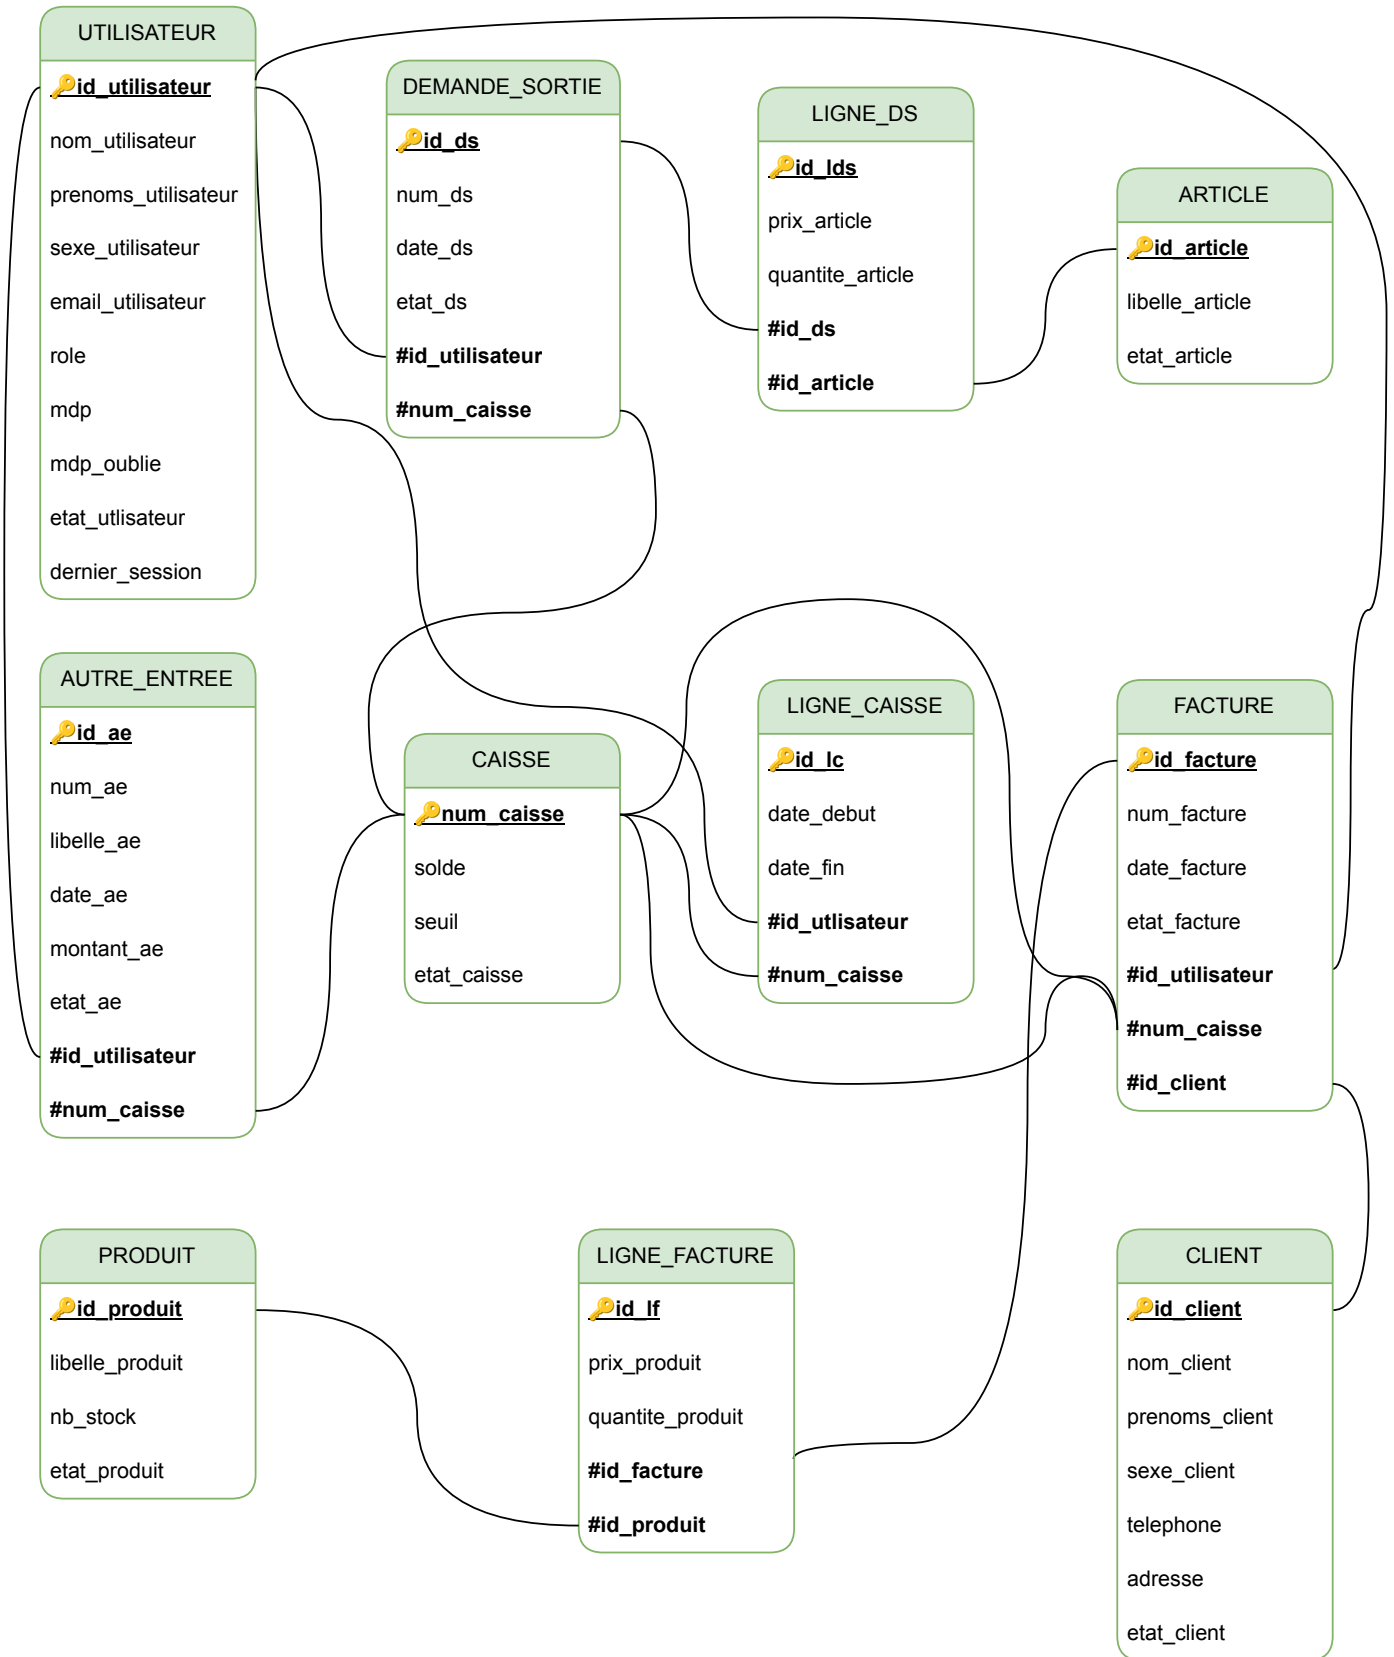 UTILISATEUR
🔑id_utilisateur
nom_utilisateur
prenoms_utilisateur
sexe_utilisateur
email_utilisateur
role
mdp
mdp_oublie
etat_utlisateur
dernier_session
DEMANDE_SORTIE
🔑id_ds
num_ds
date_ds
etat_ds
#id_utilisateur
#num_caisse
LIGNE_DS
🔑id_lds
prix_article
quantite_article
#id_ds
#id_article
ARTICLE
🔑id_article
libelle_article
etat_article
AUTRE_ENTREE
🔑id_ae
num_ae
libelle_ae
date_ae
montant_ae
etat_ae
#id_utilisateur
#num_caisse
CAISSE
🔑num_caisse
solde
seuil
etat_caisse
LIGNE_CAISSE
🔑id_lc
date_debut
date_fin
#id_utlisateur
#num_caisse
FACTURE
🔑id_facture
num_facture
date_facture
etat_facture
#id_utilisateur
#num_caisse
#id_client
PRODUIT
🔑id_produit
libelle_produit
nb_stock
etat_produit
LIGNE_FACTURE
🔑id_lf
prix_produit
quantite_produit
#id_facture
#id_produit
CLIENT
🔑id_client
nom_client
prenoms_client
sexe_client
telephone
adresse
etat_client